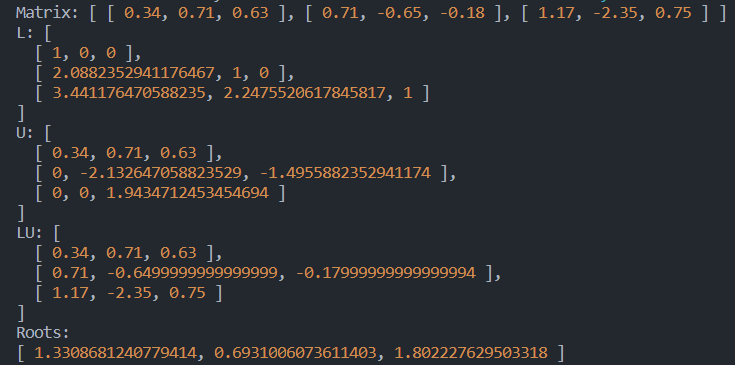 Matrix: [ [ 0.34, 0.71, 0.63 ], [ 0.71, -0.65, -0.18 ], [ 1.17, -2.35, 0.75 ] ]
L: [
[ 1, 0, 0 ],
[ 2.0882352941176467, 1, 0 ],
[ 3.441176470588235, 2.2475520617845817, 1 ]
]
U: [
[ 0.34, 0.71, 0.63 ],
[ 0, -2.132647058823529, -1.4955882352941174 ],
[ 0, 0, 1.9434712453454694 ]
]
LU: [
[ 0.34, 0.71, 0.63 ],
[ 0.71, -0.6499999999999999, -0.17999999999999994 ],
[ 1.17, -2.35, 0.75 ]
]
Roots:
[ 1.3308681240779414, 0.6931006073611403, 1.802227629503318 ]